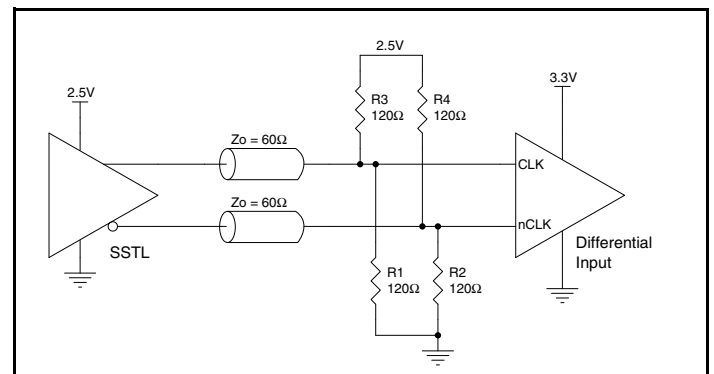 2.5V
2.5V
3.3V
R3
120Ω
R4
120Ω
Zo = 60Ω
CLK
Zo = 60Ω
nCLK
SSTL
Differential
Input
R1
120Ω
R2
120Ω